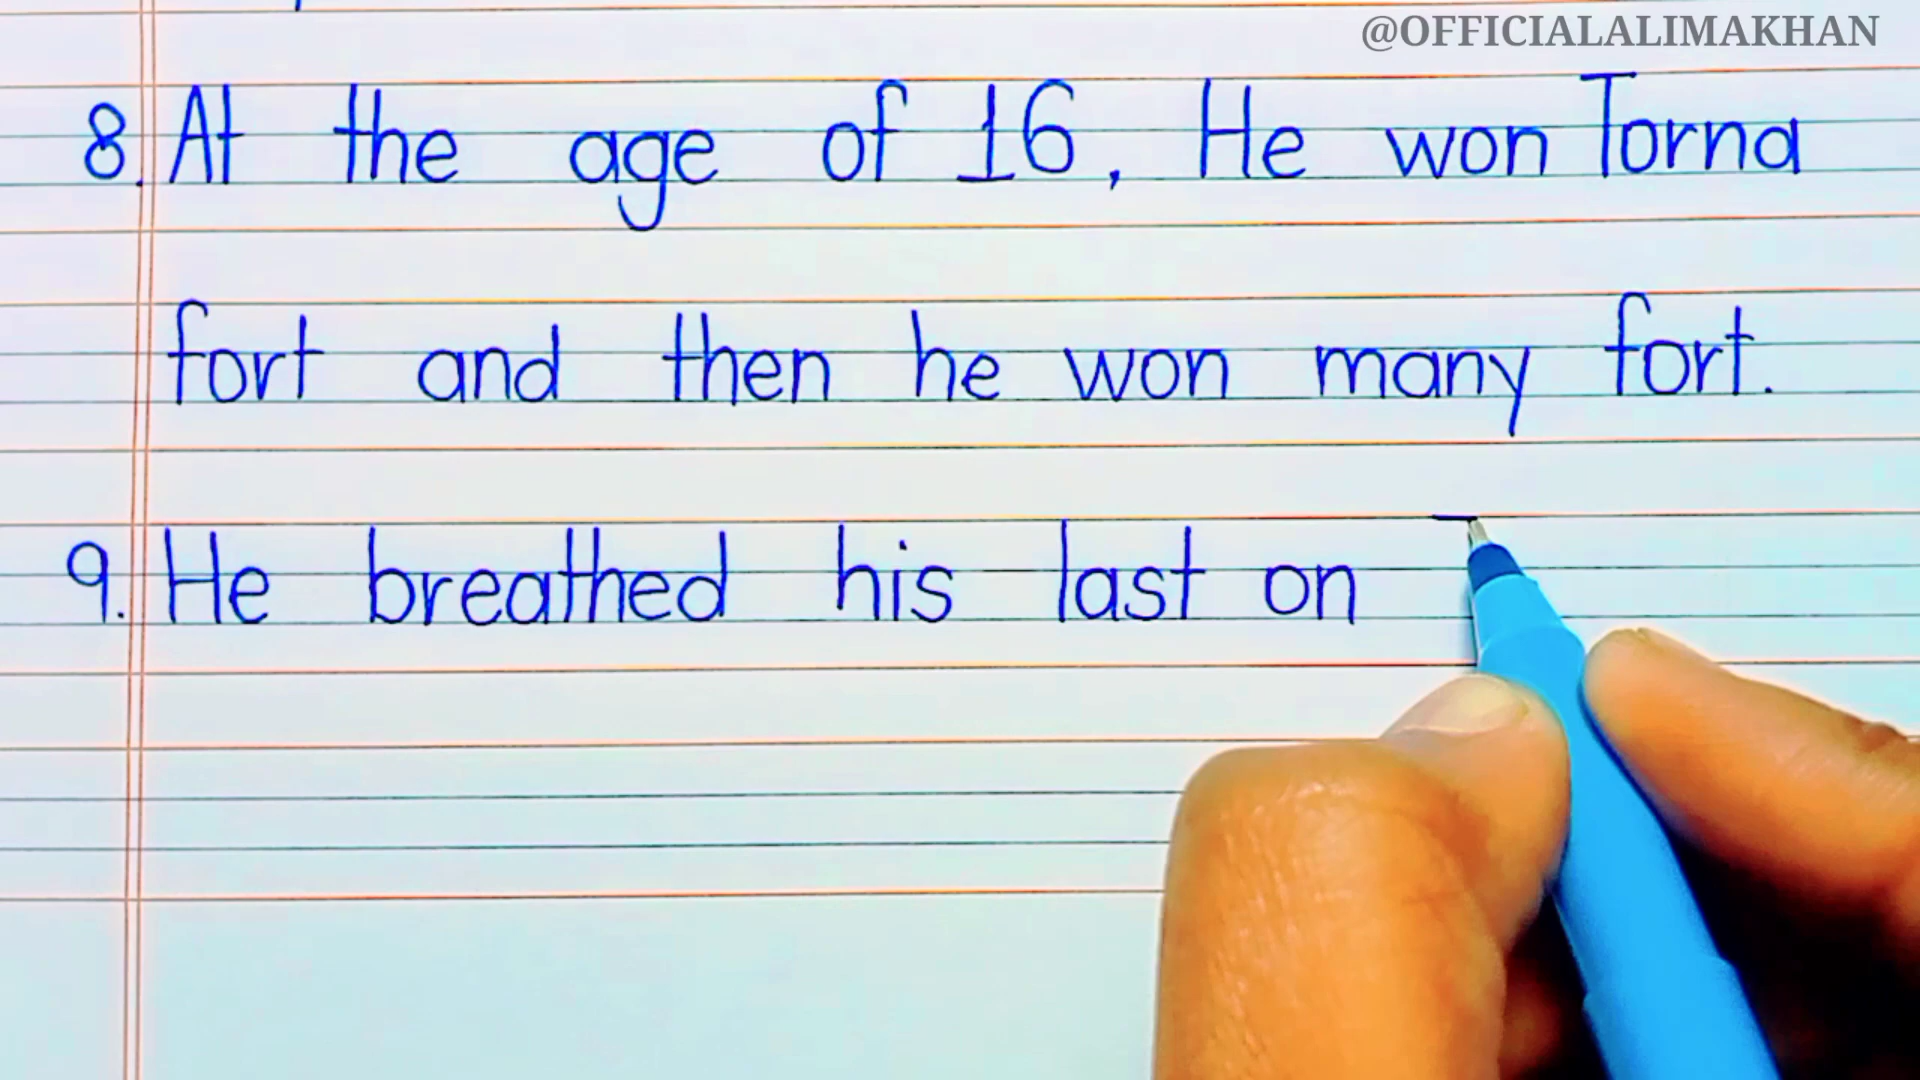 @OFFICIALALIMAKHAN
8. At the age of 16, He won Torna
fort and then he won many fort.
9. He breathed his last on